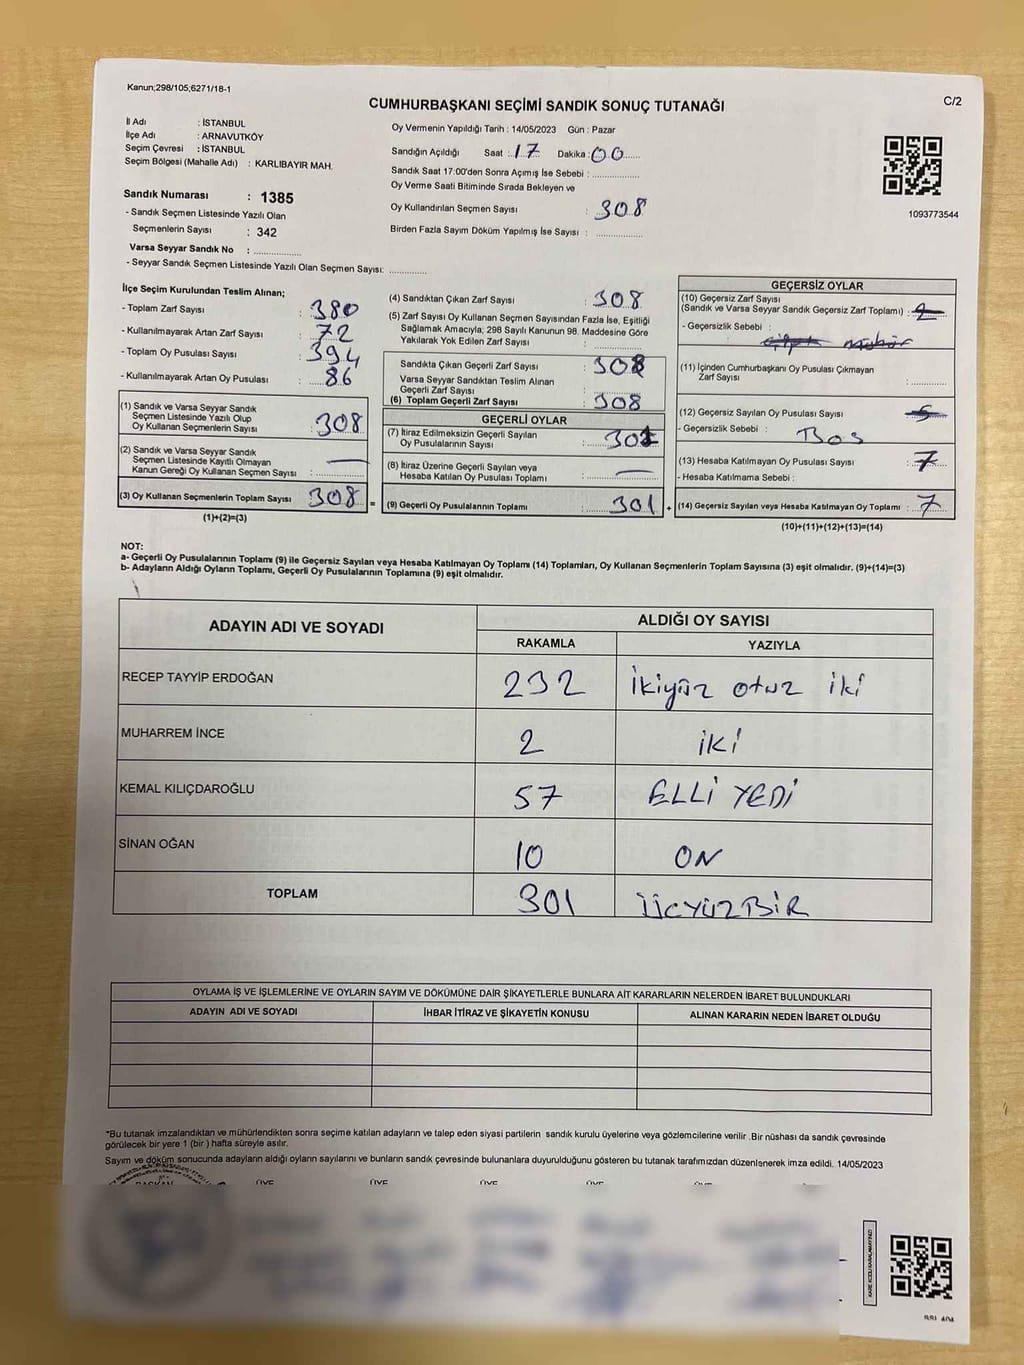 Kanun;298/105;6271/18-1
C/2
CUMHURBAŞKANI SEÇİMİ SANDIK SONUÇ TUTANAĞI
İl Adı : İSTANBUL
İlçe Adı : ARNAVUTKÖY
Seçim Çevresi : İSTANBUL
Seçim Bölgesi (Mahalle Adı) : KARLIBAYIR MAH.
Sandık Numarası : 1385
- Sandık Seçmen Listesinde Yazılı Olan
Seçmenlerin Sayısı : 342
Varsa Seyyar Sandık No : ..............
- Seyyar Sandık Seçmen Listesinde Yazılı Olan Seçmen Sayısı: ............
Oy Vermenin Yapıldığı Tarih : 14/05/2023 Gün : Pazar
Sandığın Açıldığı Saat : 17 Dakika : 00
Sandık Saat 17:00'den Sonra Açımış İse Sebebi : ..............
Oy Verme Saati Bitiminde Sırada Bekleyen ve
Oy Kullandırılan Seçmen Sayısı : 308
Birden Fazla Sayım Döküm Yapılmış İse Sayısı : ..............
1093773544
İlçe Seçim Kurulundan Teslim Alınan;
- Toplam Zarf Sayısı : 380
- Kullanılmayarak Artan Zarf Sayısı : 72
- Toplam Oy Pusulası Sayısı : 394
- Kullanılmayarak Artan Oy Pusulası : 86
(1) Sandık ve Varsa Seyyar Sandık
Seçmen Listesinde Yazılı Olup
Oy Kullanan Seçmenlerin Sayısı : 308
(2) Sandık ve Varsa Seyyar Sandık
Seçmen Listesinde Kayıtlı Olmayan
Kanun Gereği Oy Kullanan Seçmen Sayısı : —
(3) Oy Kullanan Seçmenlerin Toplam Sayısı 308 =
(1)+(2)=(3)
(4) Sandıktan Çıkan Zarf Sayısı : 308
(5) Zarf Sayısı Oy Kullanan Seçmen Sayısından Fazla İse, Eşitliği
Sağlamak Amacıyla; 298 Sayılı Kanunun 98. Maddesine Göre
Yakılarak Yok Edilen Zarf Sayısı : ..............
Sandıkta Çıkan Geçerli Zarf Sayısı : 308
Varsa Seyyar Sandıktan Teslim Alınan
Geçerli Zarf Sayısı : ..............
(6) Toplam Geçerli Zarf Sayısı : 308
GEÇERLİ OYLAR
(7) İtiraz Edilmeksizin Geçerli Sayılan
Oy Pusulalarının Sayısı : 301
(8) İtiraz Üzerine Geçerli Sayılan veya
Hesaba Katılan Oy Pusulası Toplamı : —
(9) Geçerli Oy Pusulalarının Toplamı : 301 +
GEÇERSİZ OYLAR
(10) Geçersiz Zarf Sayısı
(Sandık ve Seyyar Sandık Geçersiz Zarf Toplamı) : 2
- Geçersizlik Sebebi :
(11) İçinden Cumhurbaşkanı Oy Pusulası Çıkmayan
Zarf Sayısı : ..............
(12) Geçersiz Sayılan Oy Pusulası Sayısı : 5
- Geçersizlik Sebebi : BOS
(13) Hesaba Katılmayan Oy Pusulası Sayısı : 7
- Hesaba Katılmama Sebebi :
(14) Geçersiz Sayılan veya Hesaba Katılmayan Oy Toplamı : 7
(10)+(11)+(12)+(13)=(14)
NOT:
a- Geçerli Oy Pusulalarının Toplamı (9) ile Geçersiz Sayılan veya Hesaba Katılmayan Oy Toplamı (14) Toplamları, Oy Kullanan Seçmenlerin Toplam Sayısına (3) eşit olmalıdır. (9)+(14)=(3)
b- Adayların Aldığı Oyların Toplamı, Geçerli Oy Pusulalarının Toplamına (9) eşit olmalıdır.
ADAYIN ADI VE SOYADI
ALDIĞI OY SAYISI
RAKAMLA YAZIYLA
RECEP TAYYİP ERDOĞAN 232 İkiyüz otuz iki
MUHARREM İNCE 2 İKİ
KEMAL KILIÇDAROĞLU 57 ELLİ YEDİ
SİNAN OĞAN 10 ON
TOPLAM 301 ÜÇYÜZBİR
OYLAMA İŞ VE İŞLEMLERİNE VE OYLARIN SAYIM VE DÖKÜMÜNE DAİR ŞİKAYETLERLE BUNLARA AİT KARARLARIN NELERDEN İBARET BULUNDUKLARI
ADAYIN ADI VE SOYADI İHBAR İTİRAZ VE ŞİKAYETİN KONUSU ALINAN KARARIN NEDEN İBARET OLDUĞU
*Bu tutanak imzalandıktan ve mühürlendikten sonra seçime katılan adayların ve talep eden siyasi partilerin sandık kurulu üyelerine veya gözlemcilerine verilir .Bir nüshası da sandık çevresinde
görülecek bir yere 1 (bir ) hafta süreyle asılır.
Sayım ve döküm sonucunda adayların aldığı oyların sayılarını ve bunların sandık çevresinde bulunanlara duyurulduğunu gösteren bu tutanak tarafımızdan düzenlenerek imza edildi. 14/05/2023
BAŞKAN ÜYE ÜYE ÜYE ÜYE ÜYE
KARE KODU KARALAMAYINIZ!